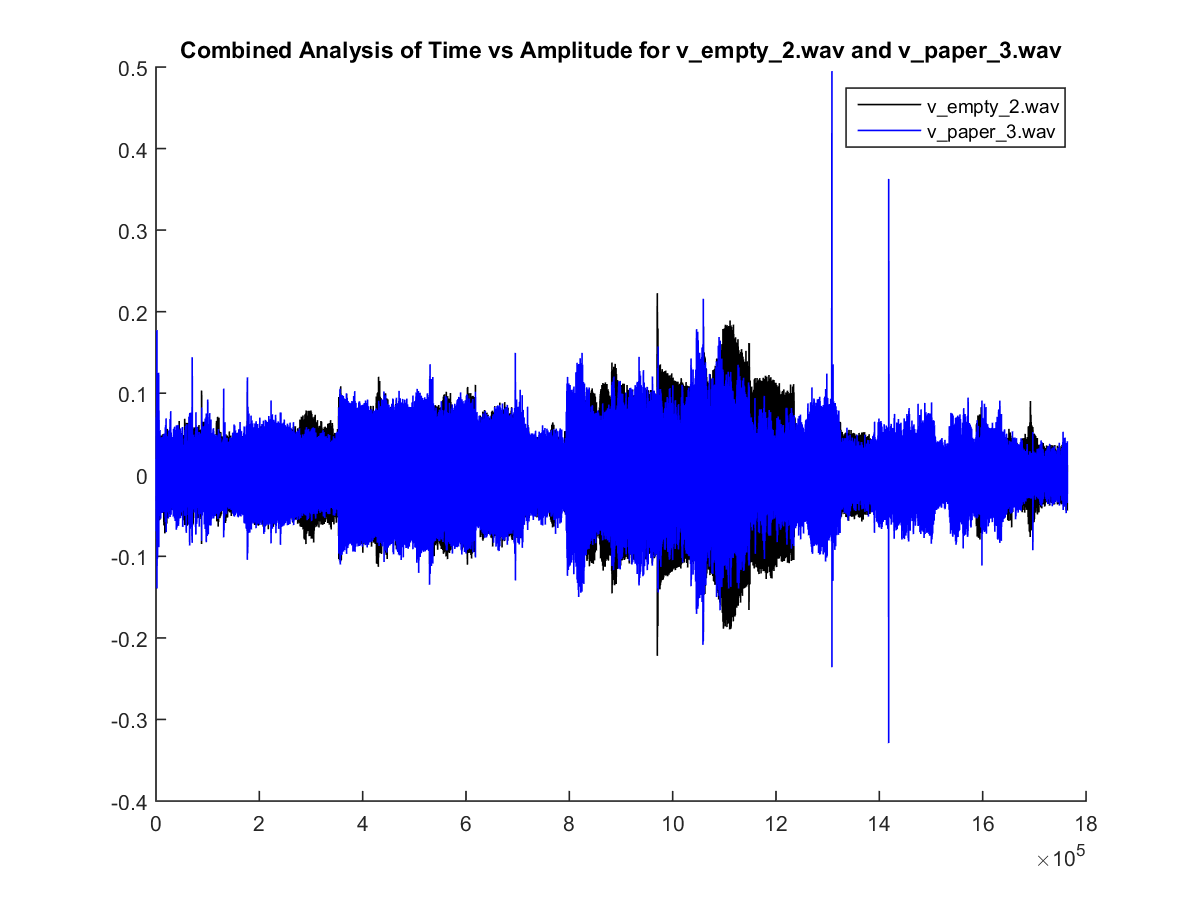 Combined Analysis of Time vs Amplitude for v_empty_2.wav and v_paper_3.wav
0.5
v_empty_2.wav
v_paper_3.wav
0.4
0.3
0.2
0.1
0
-0.1
-0.2
-0.3
-0.4
0 2 4 6 8 10 12 14 16 18
×10⁵